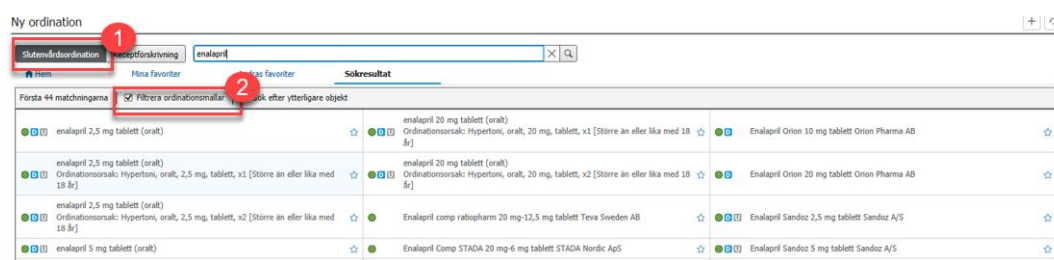 Ny ordination
1
Slutenvårdsordination Receptförskrivning enalapril
Hem Mina favoriter Andras favoriter Sökresultat
2
Första 44 matchningarna Filtrera ordinationsmallar Sök efter ytterligare objekt
enalapril 2,5 mg tablett (oralt)
enalapril 20 mg tablett (oralt)
Ordinationsorsak: Hypertoni, oralt, 20 mg, tablett, x1 [Större än eller lika med 18
år]
Enalapril Orion 10 mg tablett Orion Pharma AB
enalapril 2,5 mg tablett (oralt)
Ordinationsorsak: Hypertoni, oralt, 2,5 mg, tablett, x1 [Större än eller lika med
18 år]
enalapril 20 mg tablett (oralt)
Ordinationsorsak: Hypertoni, oralt, 20 mg, tablett, x2 [Större än eller lika med 18
år]
Enalapril Orion 20 mg tablett Orion Pharma AB
enalapril 2,5 mg tablett (oralt)
Ordinationsorsak: Hypertoni, oralt, 2,5 mg, tablett, x2 [Större än eller lika med
18 år]
Enalapril comp ratiopharm 20 mg-12,5 mg tablett Teva Sweden AB
Enalapril Sandoz 2,5 mg tablett Sandoz A/S
enalapril 5 mg tablett (oralt)
Enalapril Comp STADA 20 mg-6 mg tablett STADA Nordic ApS
Enalapril Sandoz 5 mg tablett Sandoz A/S